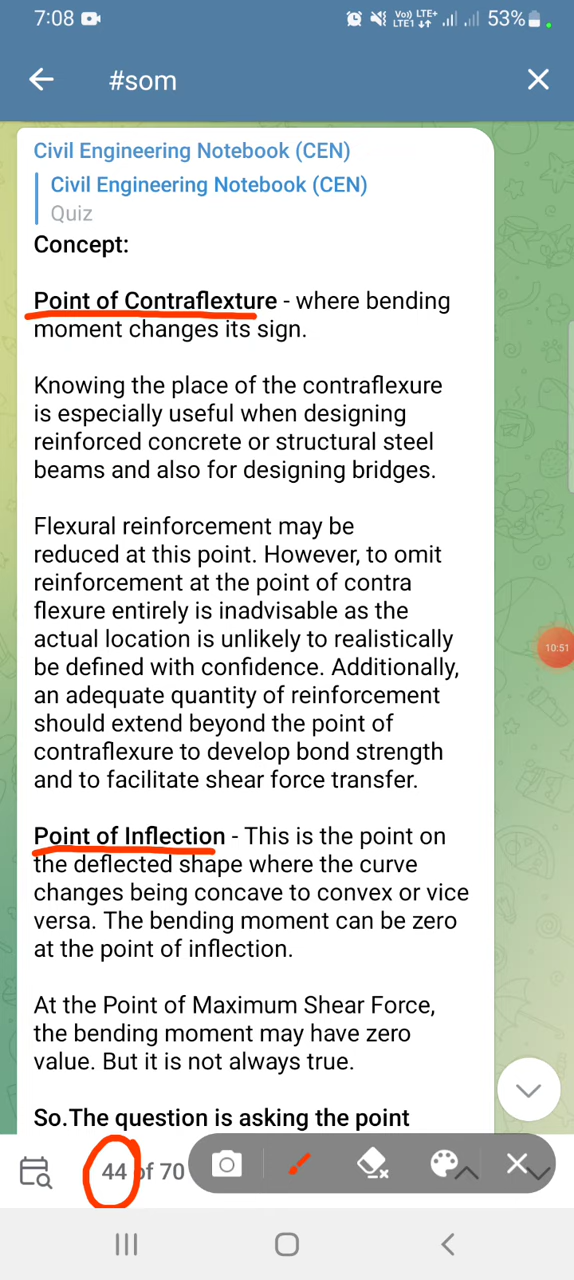 7:08
Vo) LTE+
LTE1
53%
#som
Civil Engineering Notebook (CEN)
Civil Engineering Notebook (CEN)
Quiz
Concept:
Point of Contraflexture - where bending
moment changes its sign.
Knowing the place of the contraflexure
is especially useful when designing
reinforced concrete or structural steel
beams and also for designing bridges.
Flexural reinforcement may be
reduced at this point. However, to omit
reinforcement at the point of contra
flexure entirely is inadvisable as the
actual location is unlikely to realistically
be defined with confidence. Additionally,
an adequate quantity of reinforcement
should extend beyond the point of
contraflexure to develop bond strength
and to facilitate shear force transfer.
10:51
Point of Inflection - This is the point on
the deflected shape where the curve
changes being concave to convex or vice
versa. The bending moment can be zero
at the point of inflection.
At the Point of Maximum Shear Force,
the bending moment may have zero
value. But it is not always true.
So.The question is asking the point
44 of 70